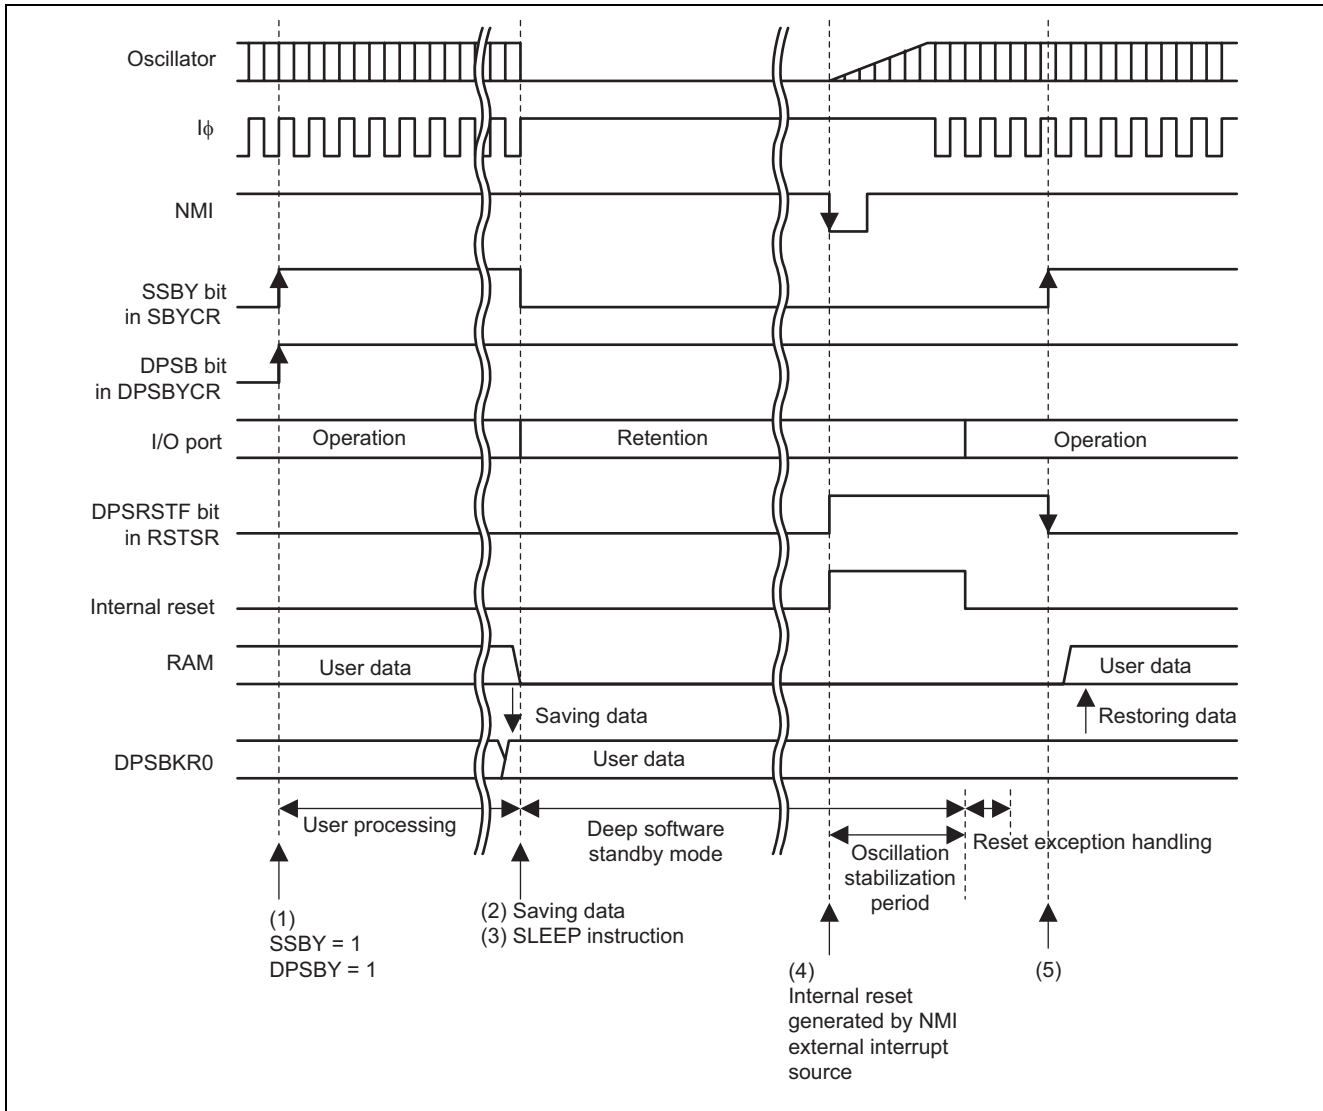 Oscillator
Iϕ
NMI
SSBY bit
in SBYCR
DPSB bit
in DPSBYCR
I/O port
Operation
Retention
Operation
DPSRSTF bit
in RSTSR
Internal reset
RAM
User data
User data
Saving data
Restoring data
DPSBKR0
User data
User processing
Deep software
standby mode
Oscillation
stabilization
period
Reset exception handling
(1)
SSBY = 1
DPSBY = 1
(2) Saving data
(3) SLEEP instruction
(4)
Internal reset
generated by NMI
external interrupt
source
(5)